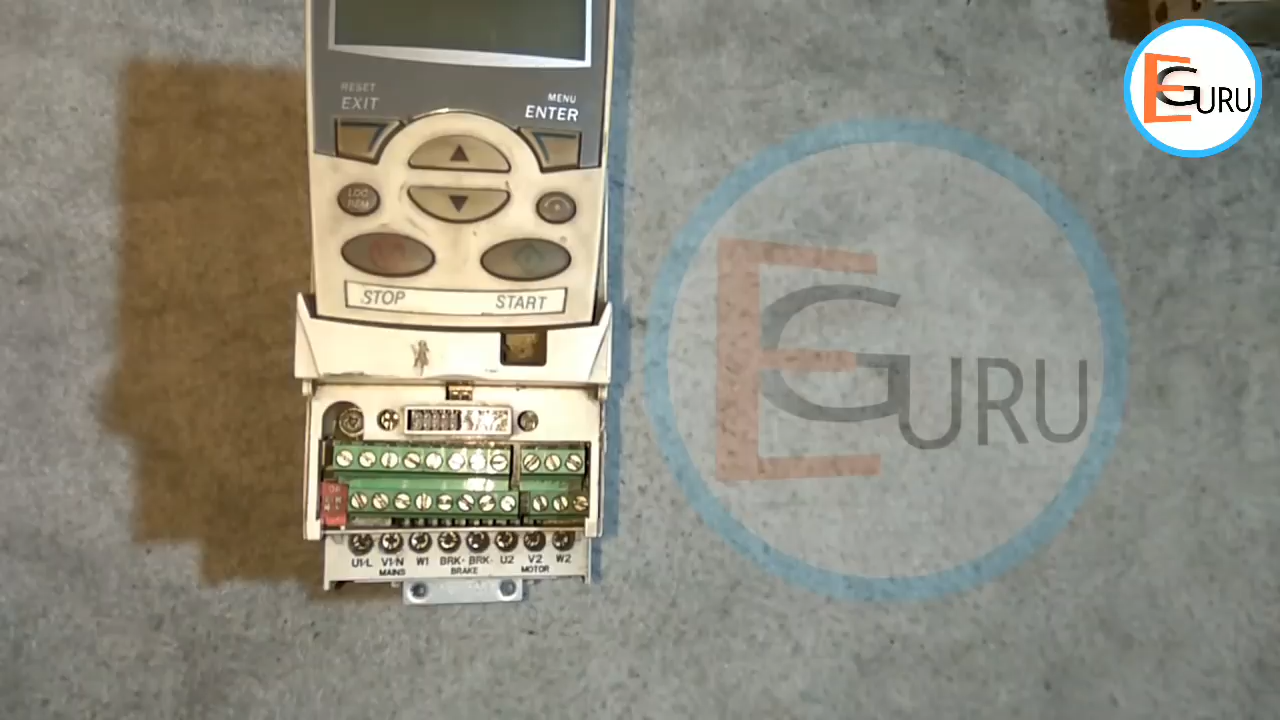 RESET
EXIT
MENU
ENTER
LOC
REM
STOP
START
U1/L V1/N W1 BRK+ BRK- U2 V2 W2
MAINS BRAKE MOTOR
EGURU
EGURU